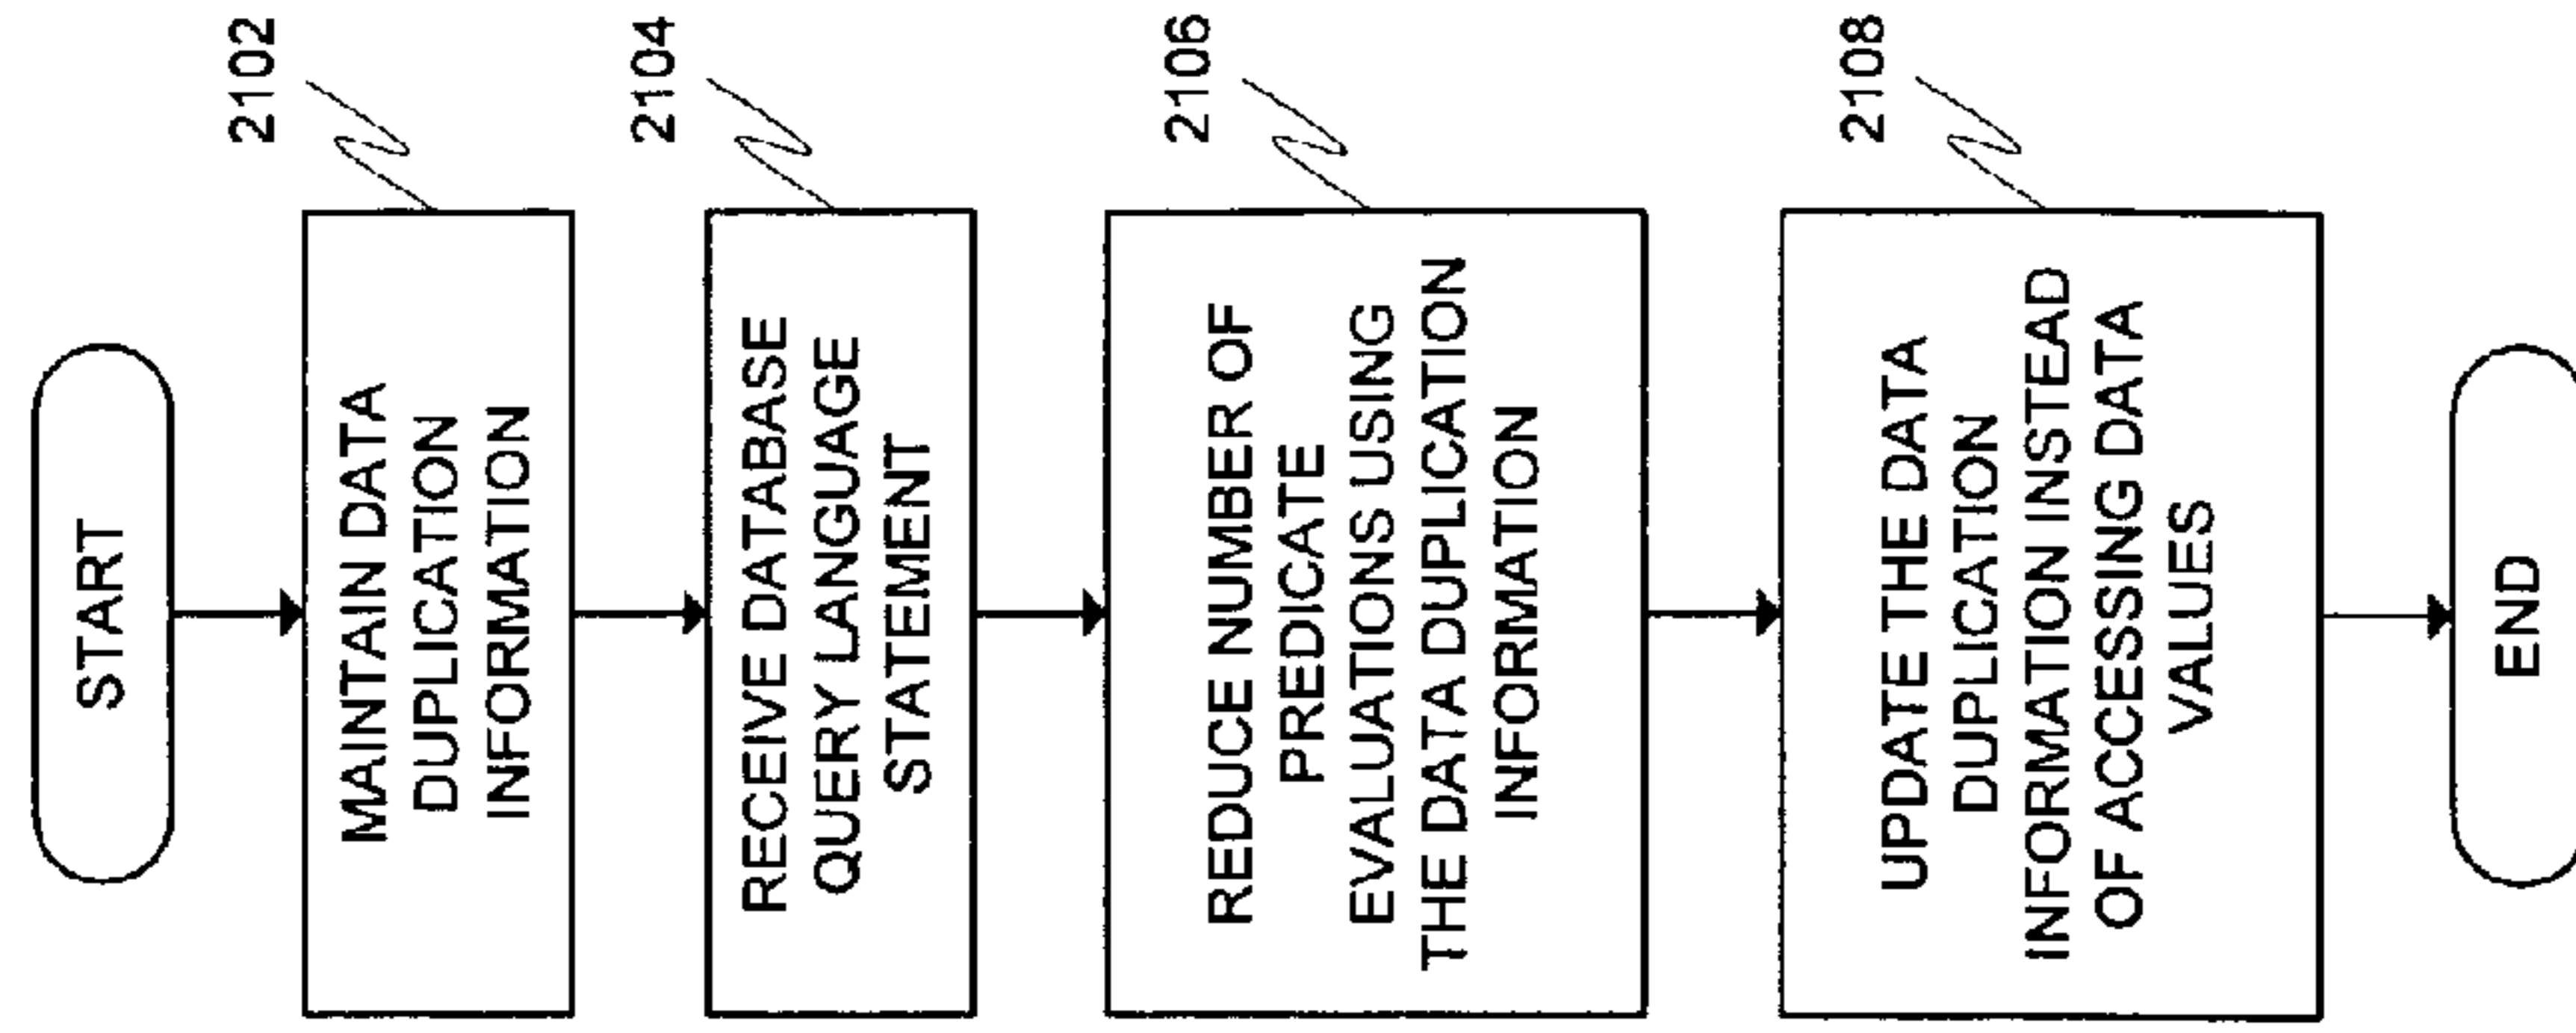 START
2102
MAINTAIN DATA
DUPLICATION
INFORMATION
2104
RECEIVE DATABASE
QUERY LANGUAGE
STATEMENT
2106
REDUCE NUMBER OF
PREDICATE
EVALUATIONS USING
THE DATA DUPLICATION
INFORMATION
2108
UPDATE THE DATA
DUPLICATION
INFORMATION INSTEAD
OF ACCESSING DATA
VALUES
END